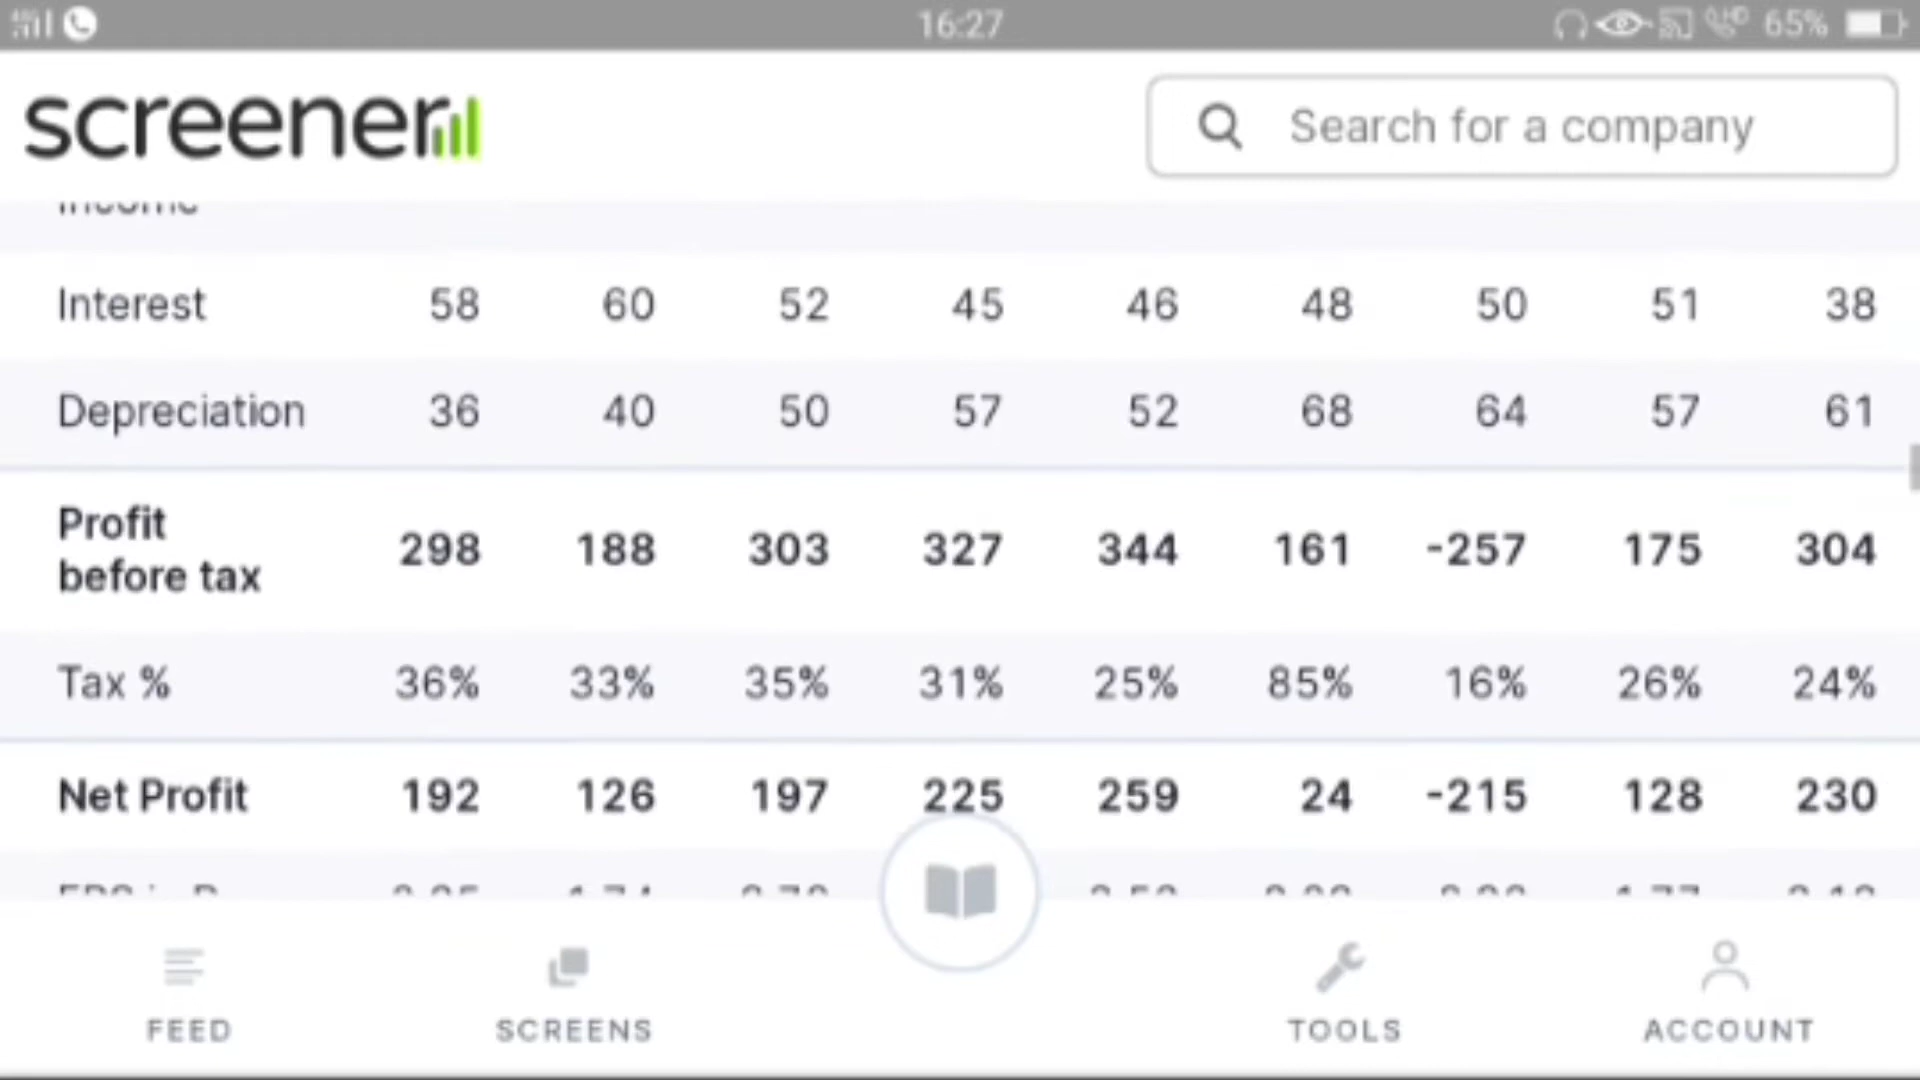 16:27 65%
screener Search for a company
Interest 58 60 52 45 46 48 50 51 38
Depreciation 36 40 50 57 52 68 64 57 61
Profit
before tax 298 188 303 327 344 161 -257 175 304
Tax % 36% 33% 35% 31% 25% 85% 16% 26% 24%
Net Profit 192 126 197 225 259 24 -215 128 230
FEED SCREENS TOOLS ACCOUNT